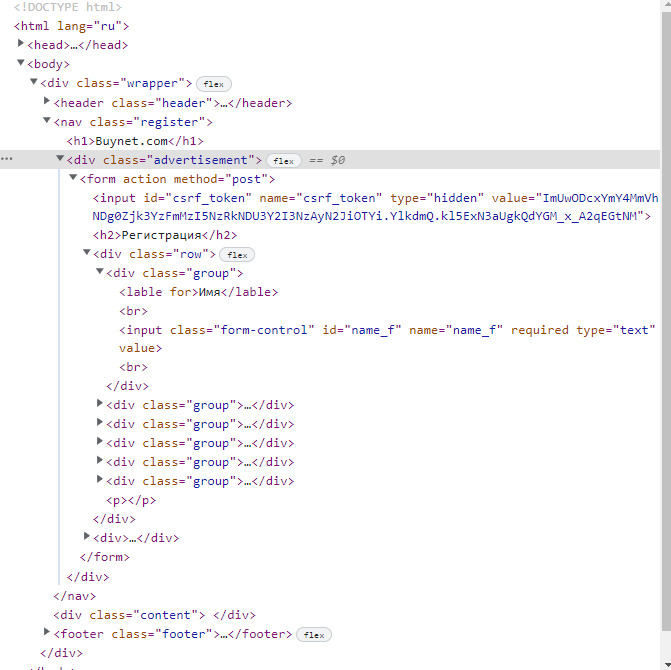 <!DOCTYPE html>
<html lang="ru">
<head>…</head>
<body>
<div class="wrapper"> flex
<header class="header">…</header>
<nav class="register">
<h1>Buynet.com</h1>
<div class="advertisement"> flex == $0
<form action method="post">
<input id="csrf_token" name="csrf_token" type="hidden" value="ImUwODcxYmY4MmVh
NDg0Zjk3YzFmMzI5NzRkNDU3Y2I3NzAyN2JiOTYi.YlkdmQ.kl5ExN3aUgkQdYGM_x_A2qEGtNM">
<h2>Регистрация</h2>
<div class="row"> flex
<div class="group">
<lable for>Имя</lable>
<br>
<input class="form-control" id="name_f" name="name_f" required type="text"
value>
<br>
</div>
<div class="group">…</div>
<div class="group">…</div>
<div class="group">…</div>
<div class="group">…</div>
<div class="group">…</div>
<p></p>
</div>
<div>…</div>
</form>
</div>
</nav>
<div class="content"> </div>
<footer class="footer">…</footer> flex
</div>